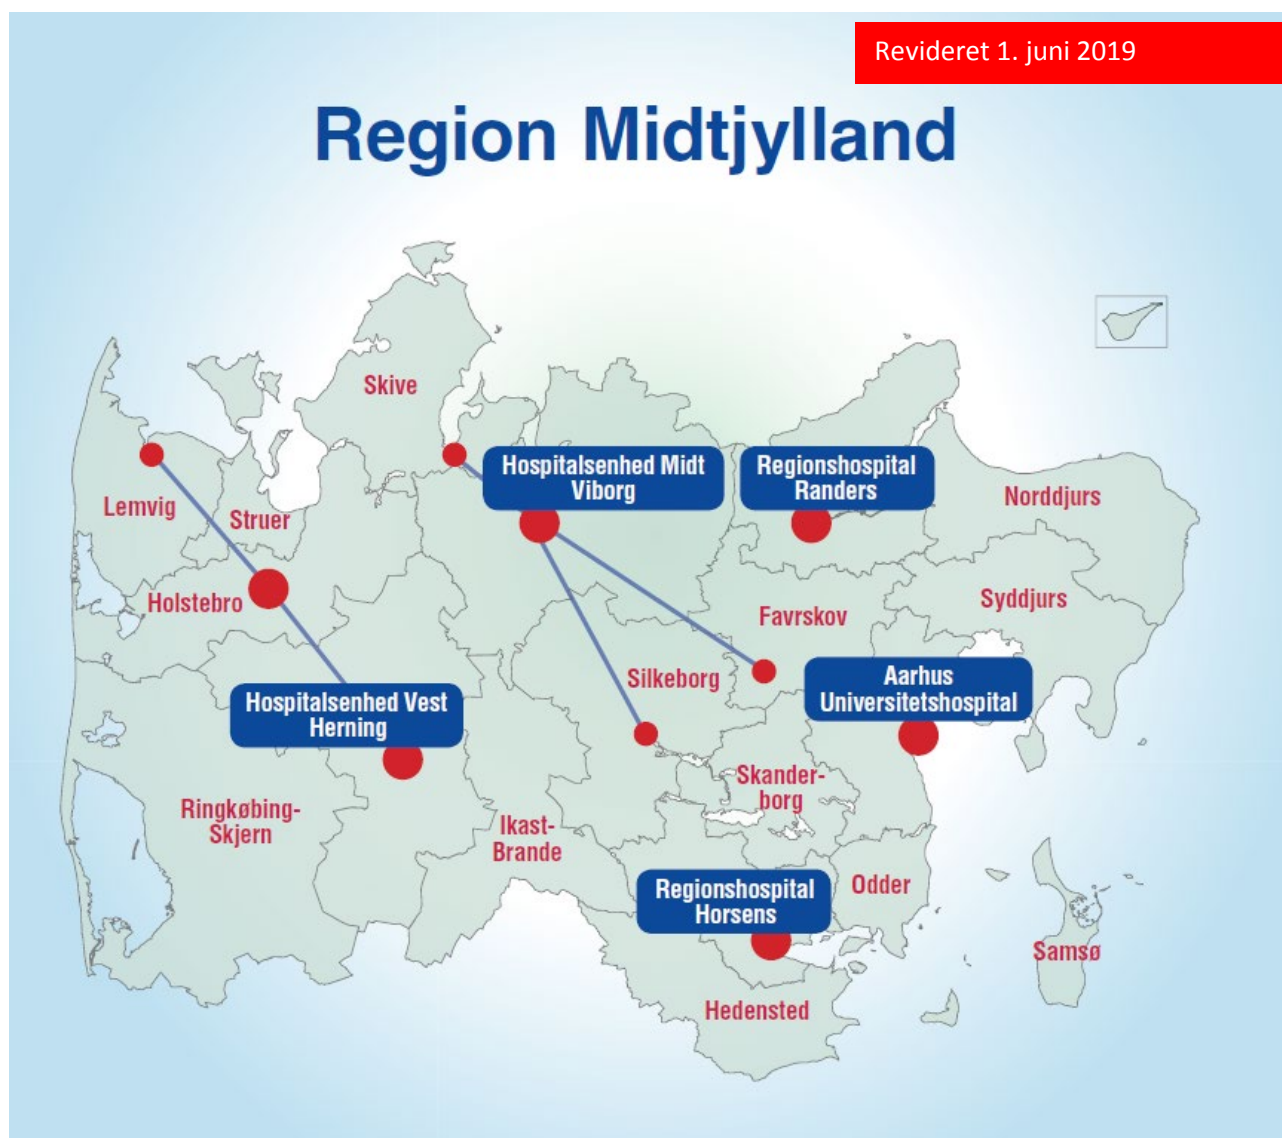 Revideret 1. juni 2019
Region Midtjylland
Skive
Hospitalsenhed Midt
Viborg
Regionshospital
Randers
Lemvig
Struer
Norddjurs
Holstebro
Favrskov
Syddjurs
Silkeborg
Aarhus
Universitetshospital
Hospitalsenhed Vest
Herning
Skander-
borg
Ringkøbing-
Skjern
Ikast-
Brande
Regionshospital
Horsens
Odder
Samsø
Hedensted